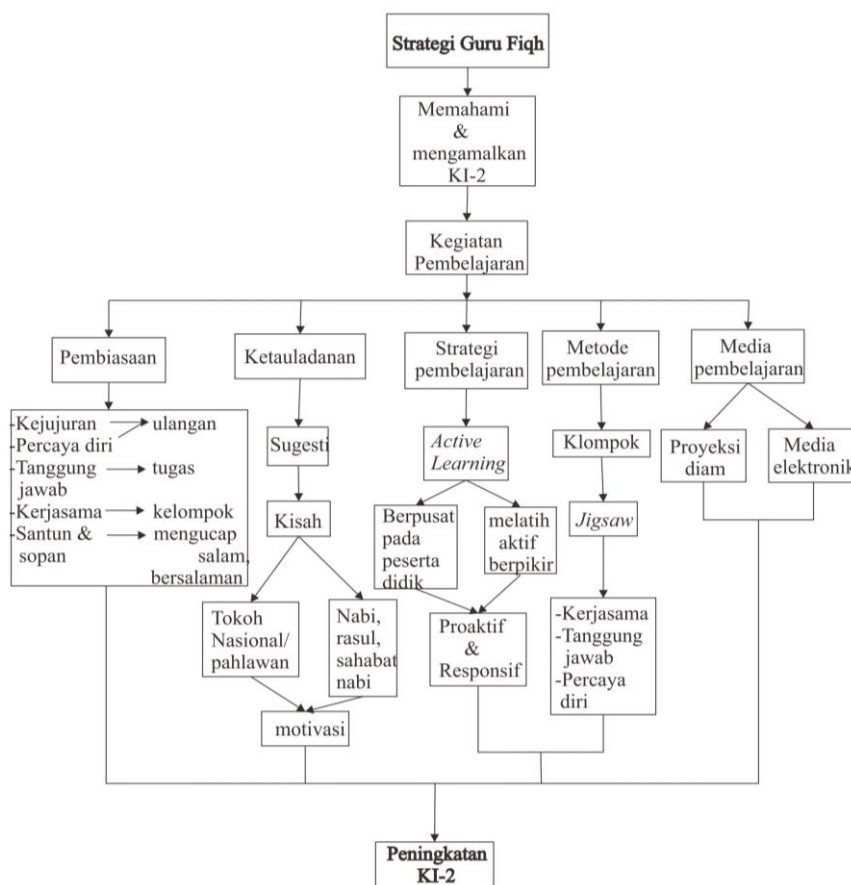 Strategi Guru Fiqh
Memahami
&
mengamalkan
KI-2
Kegiatan
Pembelajaran
Pembiasaan
Ketauladanan
Strategi
pembelajaran
Metode
pembelajaran
Media
pembelajaran
-Kejujuran
ulangan
-Percaya diri
-Tanggung
tugas
jawab
-Kerjasama
kelompok
-Santun &
mengucap
sopan
salam,
bersalaman
Sugesti
Kisah
Tokoh
Nasional/
pahlawan
Nabi,
rasul,
sahabat
nabi
motivasi
Active
Learning
Berpusat
pada
peserta
didik
melatih
aktif
berpikir
Proaktif
&
Responsif
Klompok
Jigsaw
-Kerjasama
-Tanggung
jawab
-Percaya
diri
Proyeksi
diam
Media
elektronik
Peningkatan
KI-2